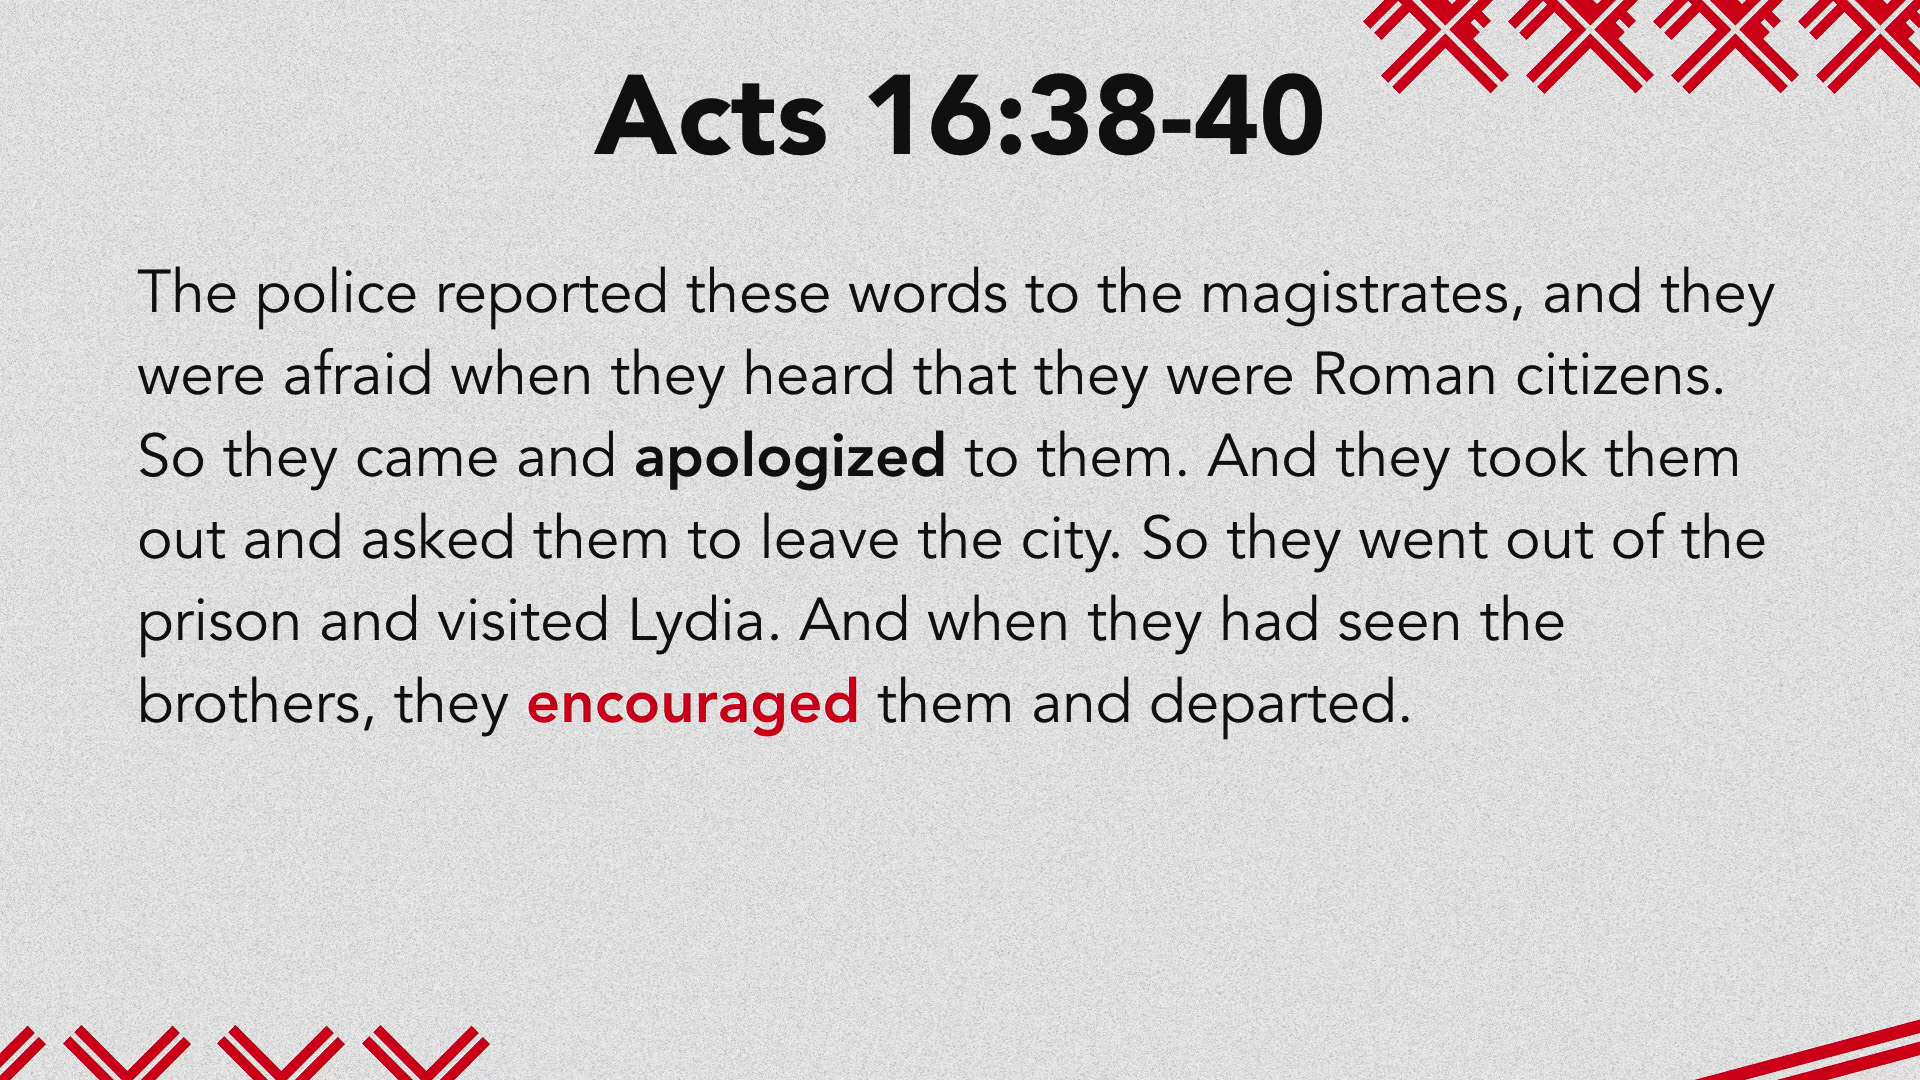 Acts 16:38-40
The police reported these words to the magistrates, and they
were afraid when they heard that they were Roman citizens.
So they came and apologized to them. And they took them
out and asked them to leave the city. So they went out of the
prison and visited Lydia. And when they had seen the
brothers, they encouraged them and departed.